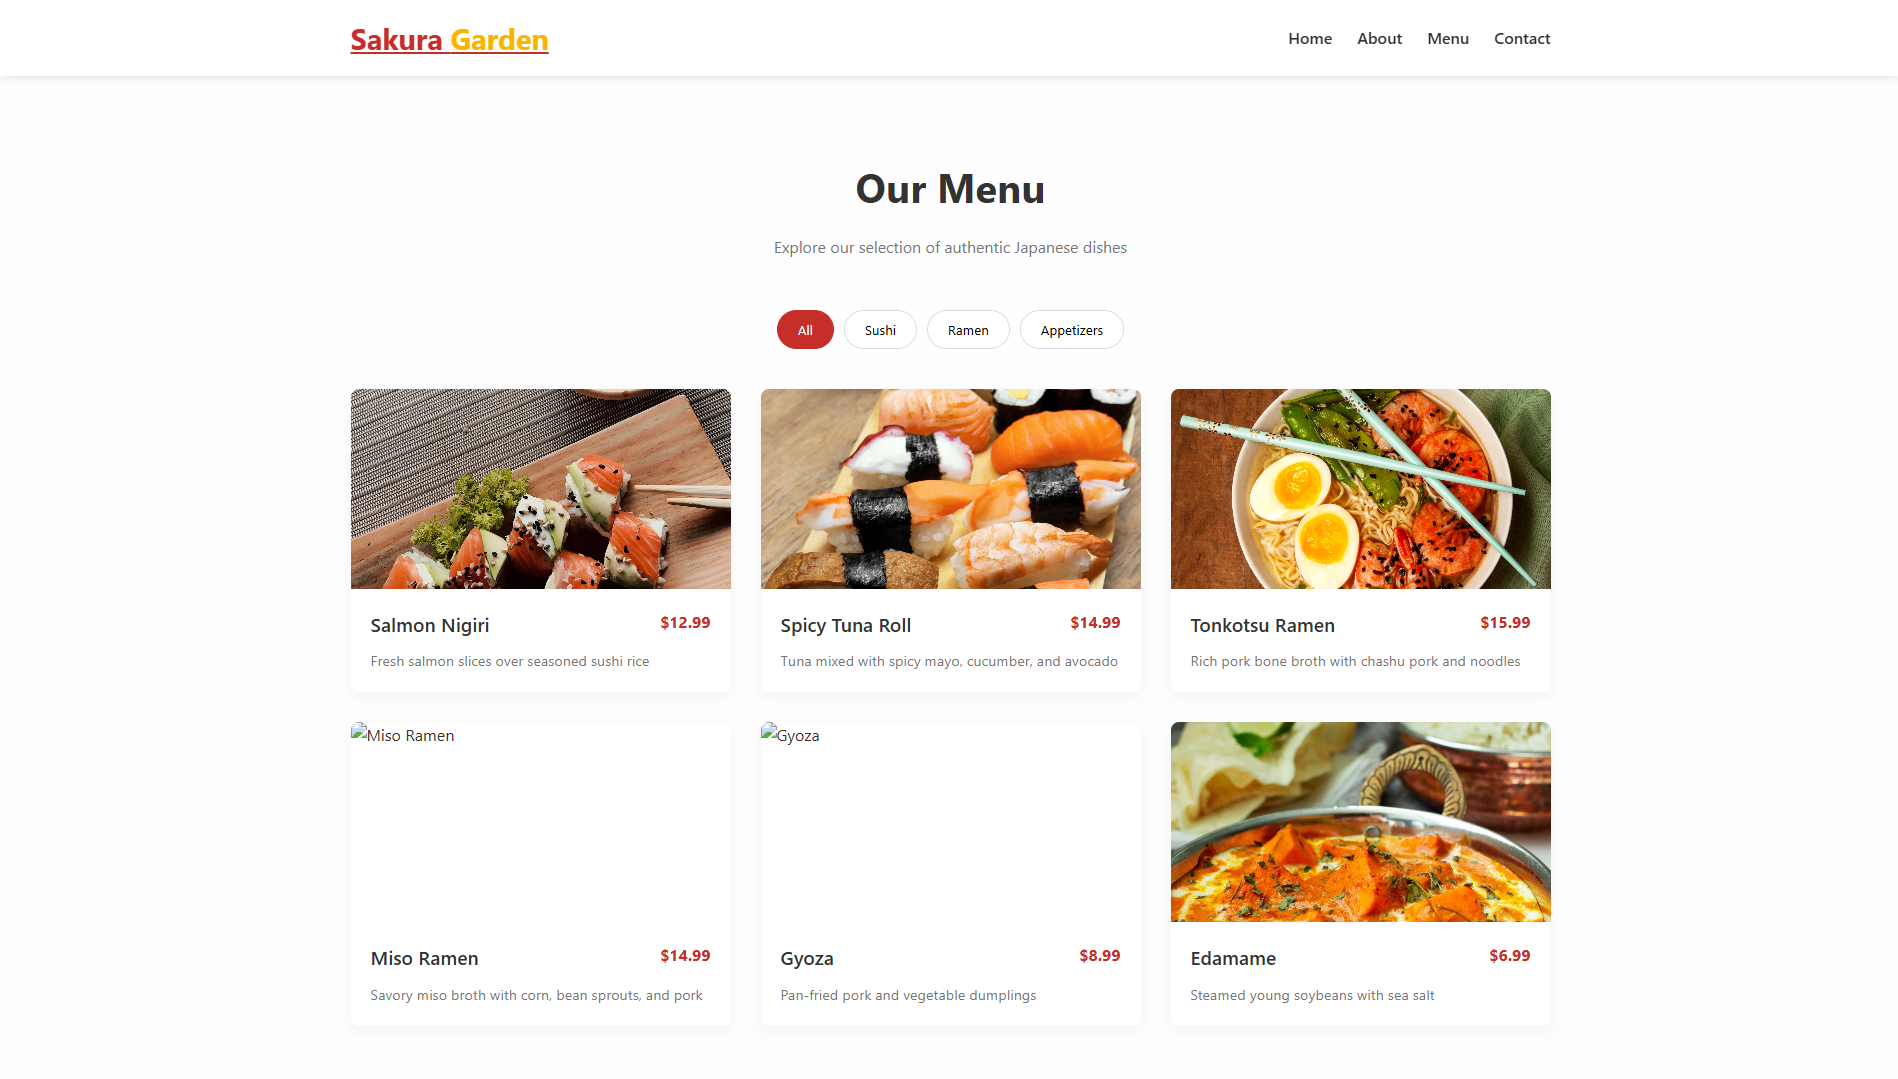 Sakura Garden
Home About Menu Contact
Our Menu
Explore our selection of authentic Japanese dishes
All Sushi Ramen Appetizers
Salmon Nigiri $12.99
Fresh salmon slices over seasoned sushi rice
Spicy Tuna Roll $14.99
Tuna mixed with spicy mayo, cucumber, and avocado
Tonkotsu Ramen $15.99
Rich pork bone broth with chashu pork and noodles
Miso Ramen
Miso Ramen $14.99
Savory miso broth with corn, bean sprouts, and pork
Gyoza
Gyoza $8.99
Pan-fried pork and vegetable dumplings
Edamame $6.99
Steamed young soybeans with sea salt